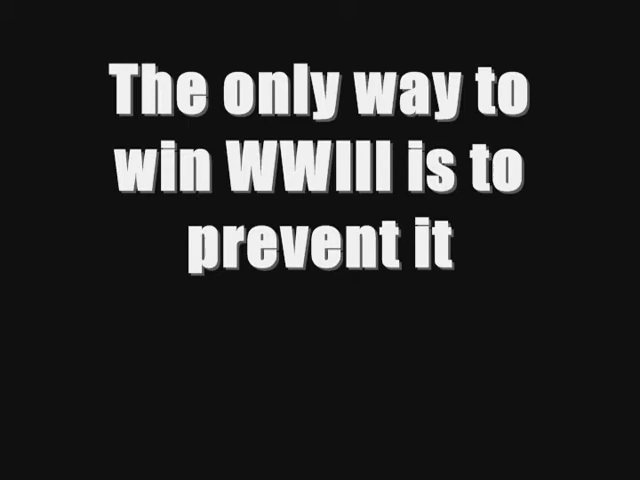 The only way to
win WWIII is to
prevent it